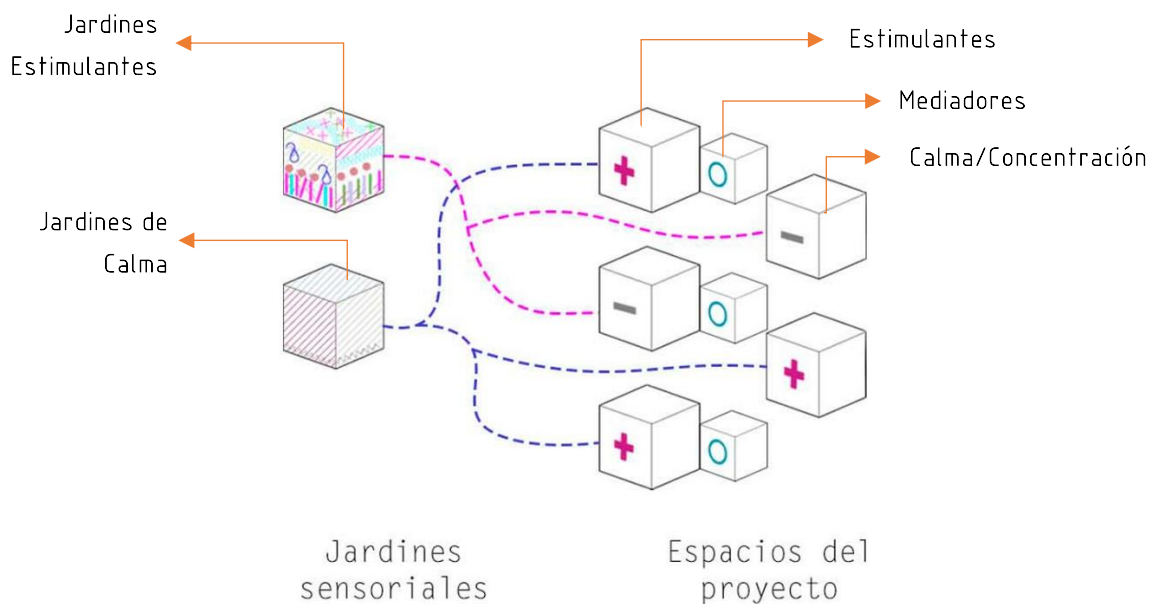 Jardines
Estimulantes
Estimulantes
Mediadores
Calma/Concentración
Jardines de
Calma
+
O
−
−
O
+
+
O
Jardines
sensoriales
Espacios del
proyecto